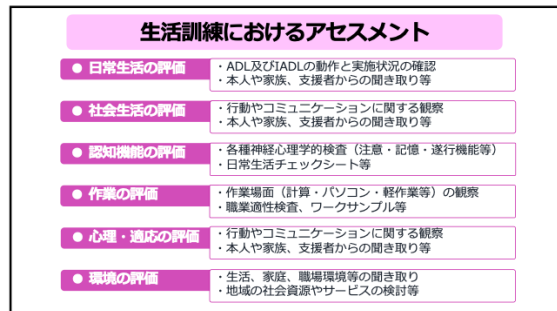 生活訓練におけるアセスメント
● 日常生活の評価
・ADL及びIADLの動作と実施状況の確認
・本人や家族、支援者からの聞き取り等
● 社会生活の評価
・行動やコミュニケーションに関する観察
・本人や家族、支援者からの聞き取り等
● 認知機能の評価
・各種神経心理学的検査（注意・記憶・遂行機能等）
・日常生活チェックシート等
● 作業の評価
・作業場面（計算・パソコン・軽作業等）の観察
・職業適性検査、ワークサンプル等
● 心理・適応の評価
・行動やコミュニケーションに関する観察
・本人や家族、支援者からの聞き取り等
● 環境の評価
・生活、家庭、職場環境等の聞き取り
・地域の社会資源やサービスの検討等